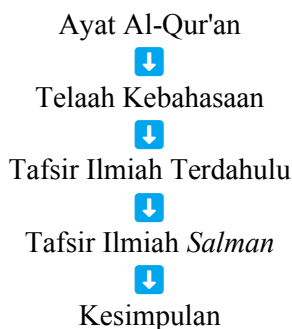 Ayat Al-Qur'an
Telaah Kebahasaan
Tafsir Ilmiah Terdahulu
Tafsir Ilmiah Salman
Kesimpulan